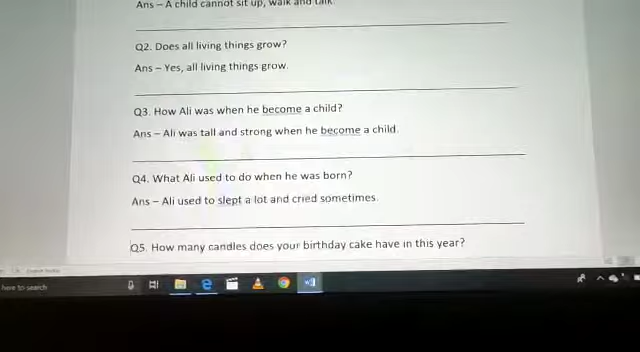 Ans – A child cannot sit up, walk and talk.
Q2. Does all living things grow?
Ans – Yes, all living things grow.
Q3. How Ali was when he become a child?
Ans – Ali was tall and strong when he become a child.
Q4. What Ali used to do when he was born?
Ans – Ali used to slept a lot and cried sometimes.
Q5. How many candles does your birthday cake have in this year?
here to search